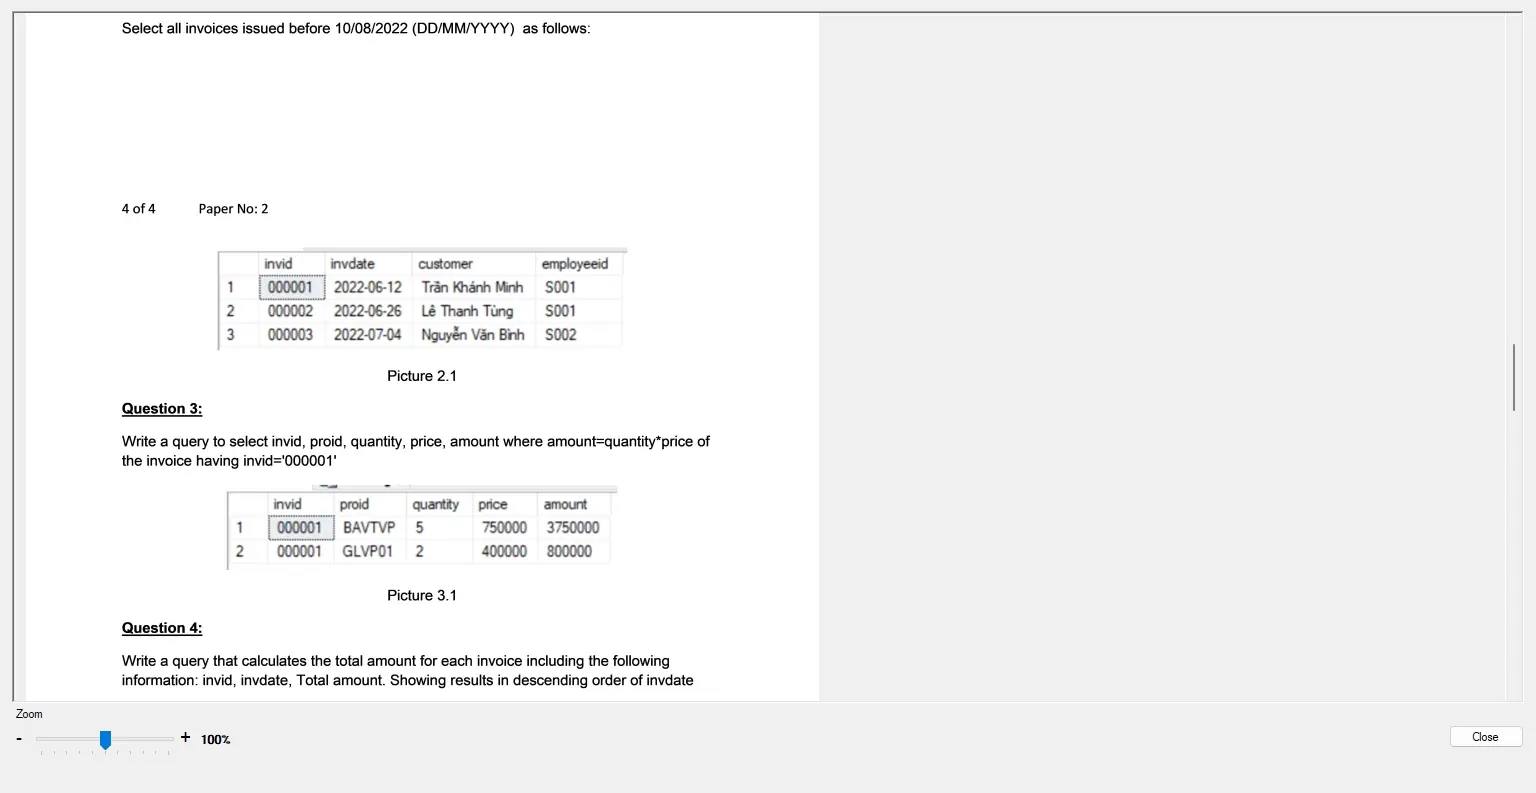 Select all invoices issued before 10/08/2022 (DD/MM/YYYY) as follows:
4 of 4 Paper No: 2
invid invdate customer employeeid
1 000001 2022-06-12 Trần Khánh Minh S001
2 000002 2022-06-26 Lê Thanh Tùng S001
3 000003 2022-07-04 Nguyễn Văn Bình S002
Picture 2.1
Question 3:
Write a query to select invid, proid, quantity, price, amount where amount=quantity*price of
the invoice having invid='000001'
invid proid quantity price amount
1 000001 BAVTVP 5 750000 3750000
2 000001 GLVP01 2 400000 800000
Picture 3.1
Question 4:
Write a query that calculates the total amount for each invoice including the following
information: invid, invdate, Total amount. Showing results in descending order of invdate
Zoom
- + 100%
Close